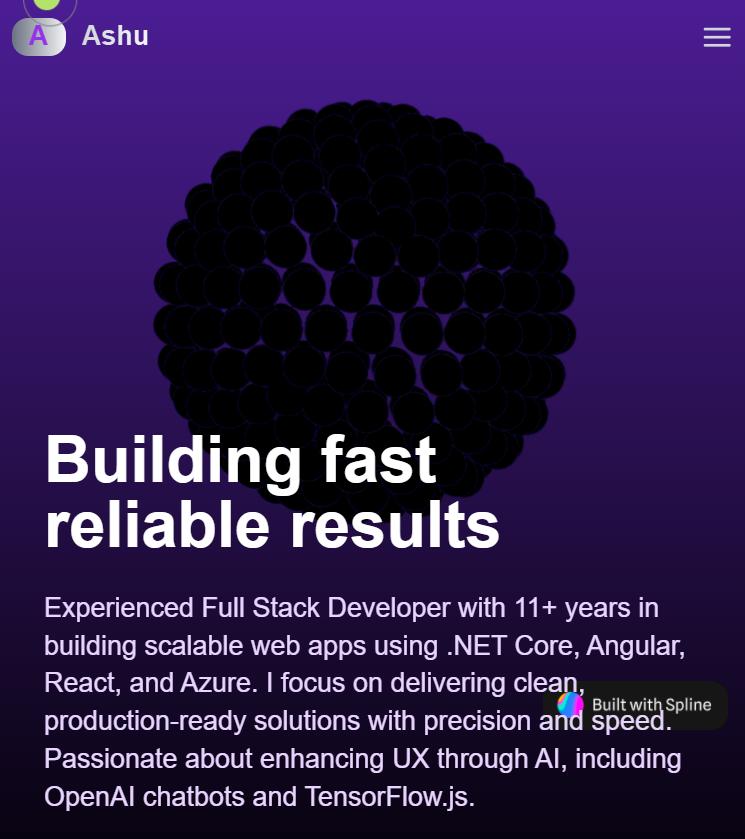 A Ashu
Building fast
reliable results
Experienced Full Stack Developer with 11+ years in
building scalable web apps using .NET Core, Angular,
React, and Azure. I focus on delivering clean,
Built with Spline
production-ready solutions with precision and speed.
Passionate about enhancing UX through AI, including
OpenAI chatbots and TensorFlow.js.